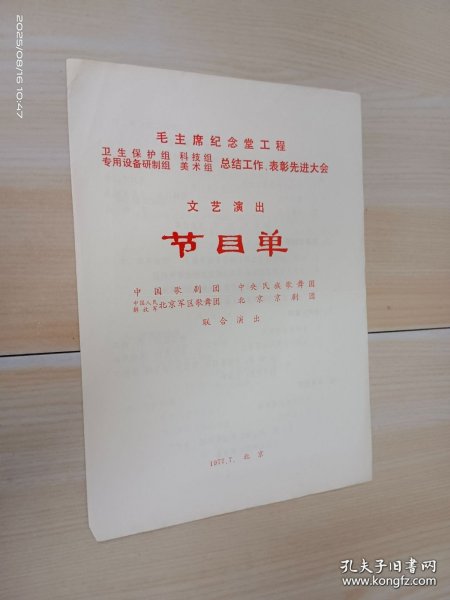 2025/08/16 10:47
毛主席纪念堂工程
卫生保护组 科技组
专用设备研制组 美术组 总结工作、表彰先进大会
文艺演出
节目单
中国歌剧团 中央民族歌舞团
中国人民解放军北京军区歌舞团 北京京剧团
联合演出
1977.7. 北京
孔夫子旧书网
www.kongfz.com